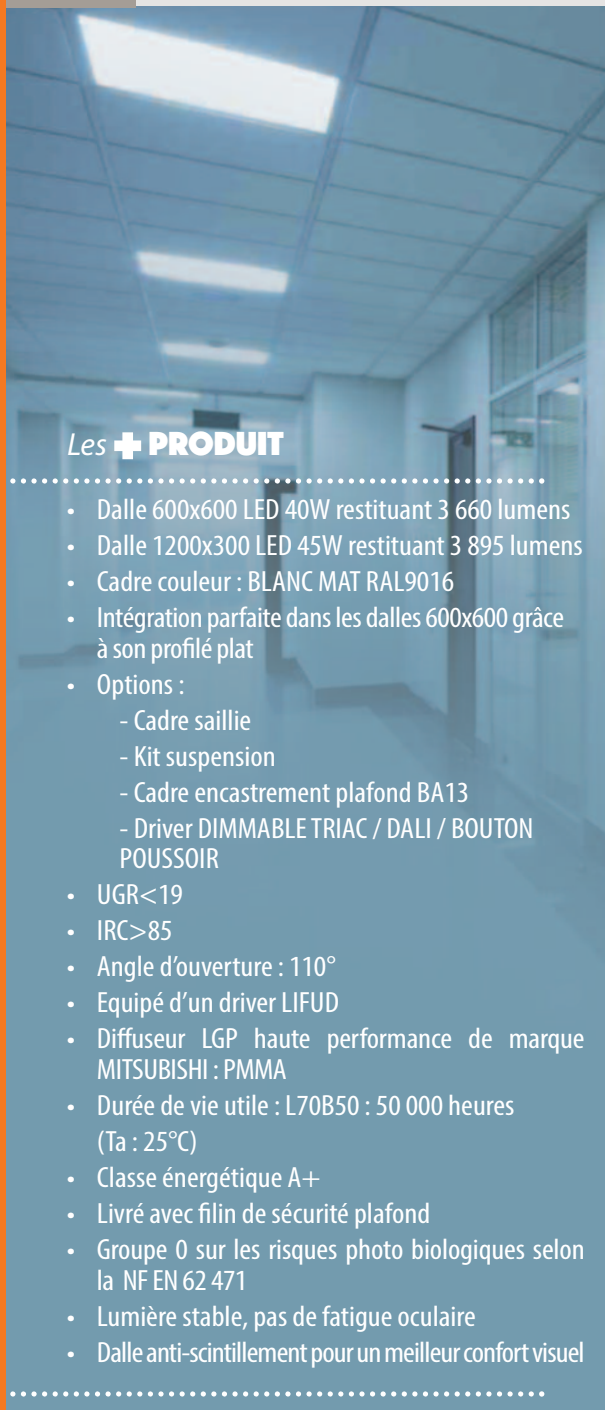 Les + PRODUIT
• Dalle 600x600 LED 40W restituant 3 660 lumens
• Dalle 1200x300 LED 45W restituant 3 895 lumens
• Cadre couleur : BLANC MAT RAL9016
• Intégration parfaite dans les dalles 600x600 grâce
à son profilé plat
• Options :
- Cadre saillie
- Kit suspension
- Cadre encastrement plafond BA13
- Driver DIMMABLE TRIAC / DALI / BOUTON
POUSSOIR
• UGR<19
• IRC>85
• Angle d'ouverture : 110°
• Equipé d'un driver LIFUD
• Diffuseur LGP haute performance de marque
MITSUBISHI : PMMA
• Durée de vie utile : L70B50 : 50 000 heures
(Ta : 25°C)
• Classe énergétique A+
• Livré avec filin de sécurité plafond
• Groupe 0 sur les risques photo biologiques selon
la NF EN 62 471
• Lumière stable, pas de fatigue oculaire
• Dalle anti-scintillement pour un meilleur confort visuel